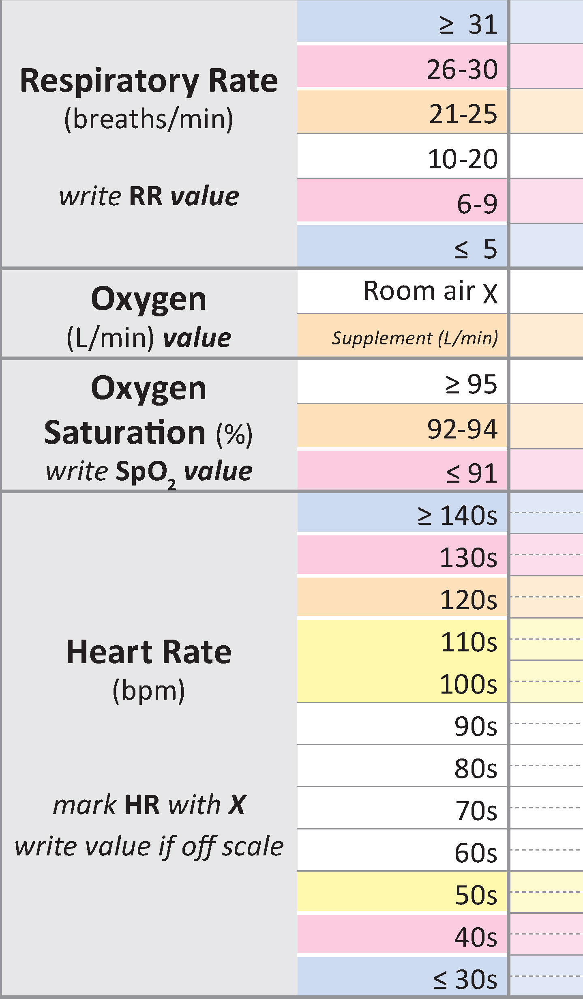 Respiratory Rate
(breaths/min)
write RR value
≥ 31
26-30
21-25
10-20
6-9
≤ 5
Oxygen
(L/min) value
Room air X
Supplement (L/min)
Oxygen
Saturation (%)
write SpO₂ value
≥ 95
92-94
≤ 91
Heart Rate
(bpm)
mark HR with X
write value if off scale
≥ 140s
130s
120s
110s
100s
90s
80s
70s
60s
50s
40s
≤ 30s